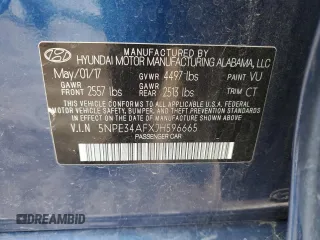 MANUFACTURED BY
HYUNDAI MOTOR MANUFACTURING ALABAMA, LLC
May/01/17 GVWR 4497 lbs PAINT VU
GAWR FRONT 2557 lbs GAWR REAR 2513 lbs TRIM CT
THIS VEHICLE CONFORMS TO ALL APPLICABLE U.S. FEDERAL MOTOR
VEHICLE SAFETY, BUMPER, AND THEFT PREVENTION STANDARDS
IN EFFECT ON THE DATE OF MANUFACTURE SHOWN ABOVE.
V.I.N 5NPE34AFXJH596665
PASSENGER CAR
DREAMBID